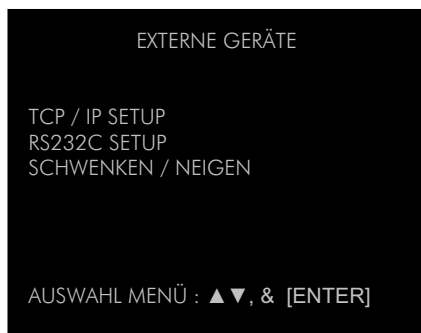 EXTERNE GERÄTE
TCP / IP SETUP
RS232C SETUP
SCHWENKEN / NEIGEN
AUSWAHL MENÜ : ▲▼, & [ENTER]